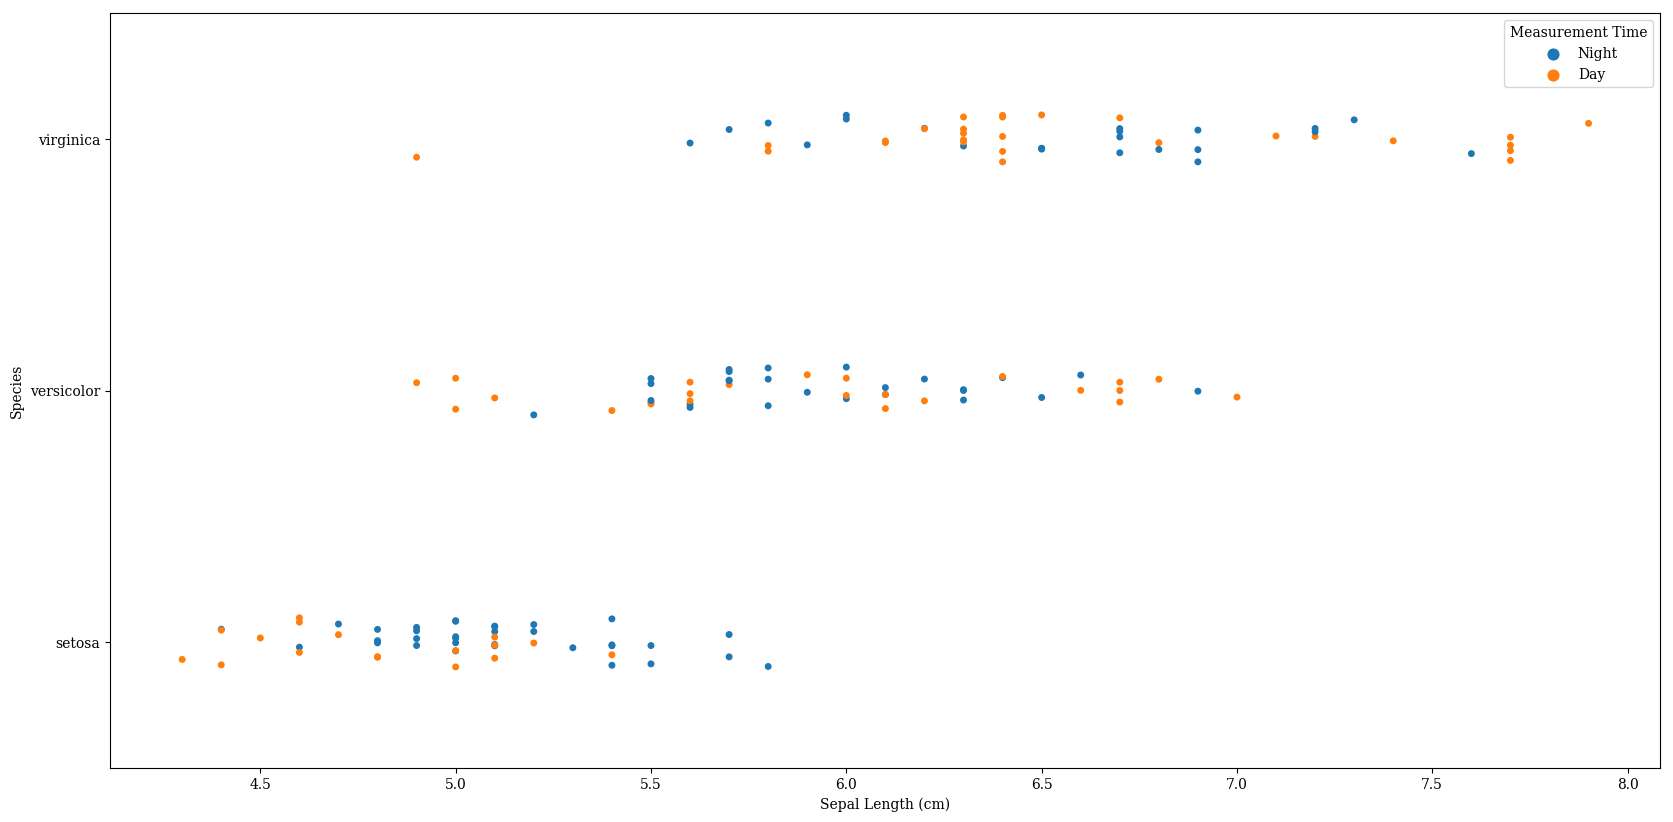 Measurement Time
Night
Day
virginica
versicolor
setosa
Species
4.5 5.0 5.5 6.0 6.5 7.0 7.5 8.0
Sepal Length (cm)